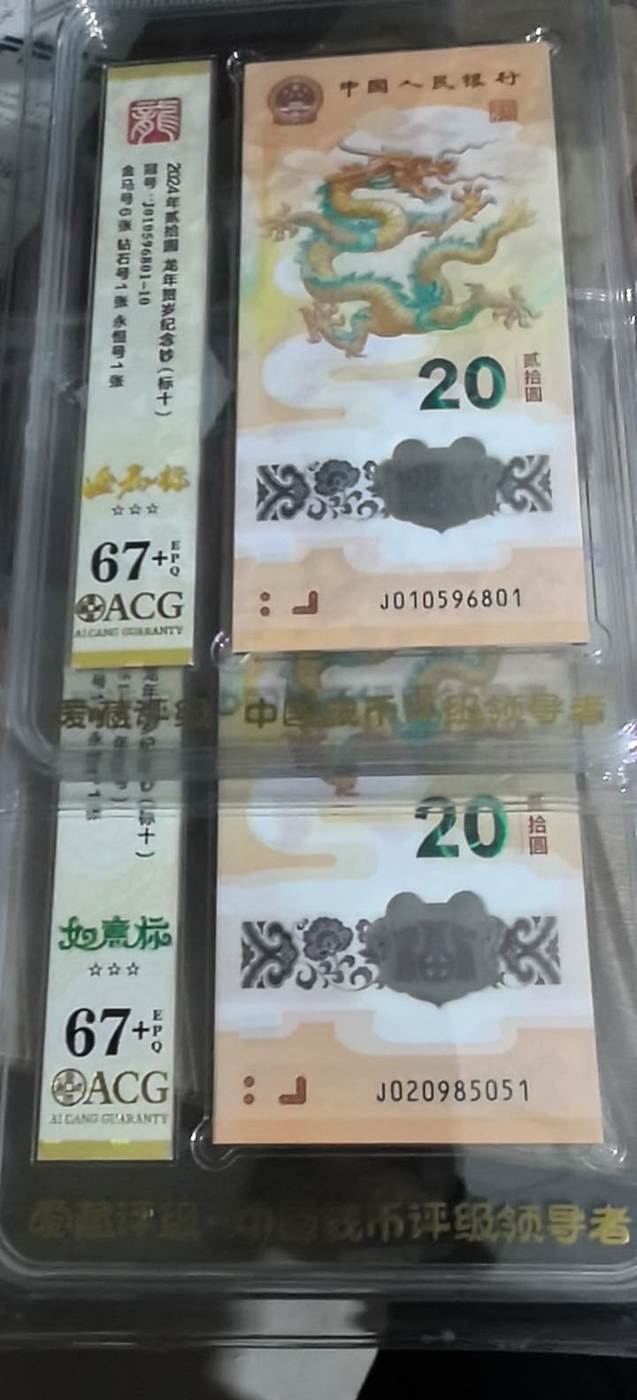 龍
2024年贰拾圆 龙年贺岁纪念钞(标十)
冠号:J010596801-10
金马号6张 钻石号1张 永恒号1张
☆☆☆
67+EPQ
ACG
AI CANG GUARANTY
中国人民银行
20
贰拾圆
J010596801
爱藏评级 中国钱币评级领导者
(标十)
如意标
☆☆☆
67+EPQ
ACG
AI CANG GUARANTY
20
贰拾圆
J020985051
爱藏评级 中国钱币评级领导者